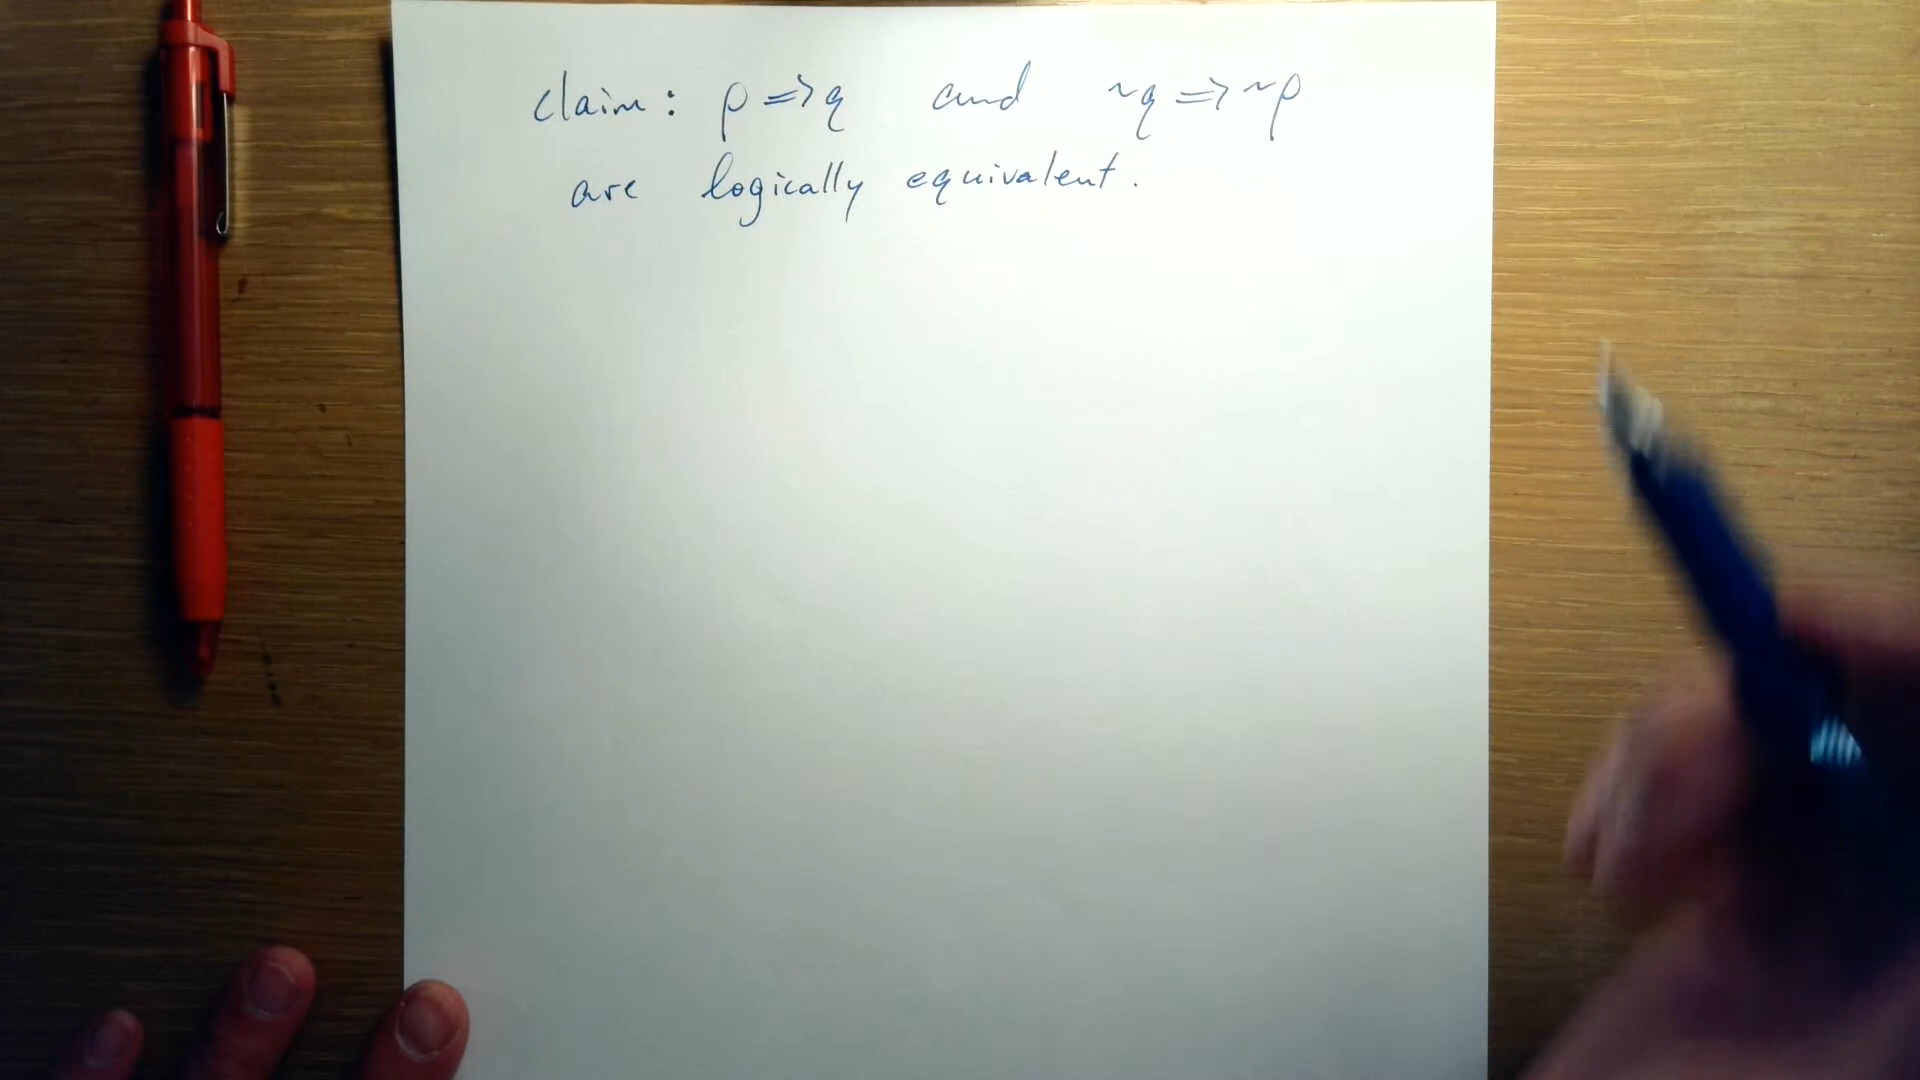 claim: p => q and ~q => ~p
are logically equivalent.